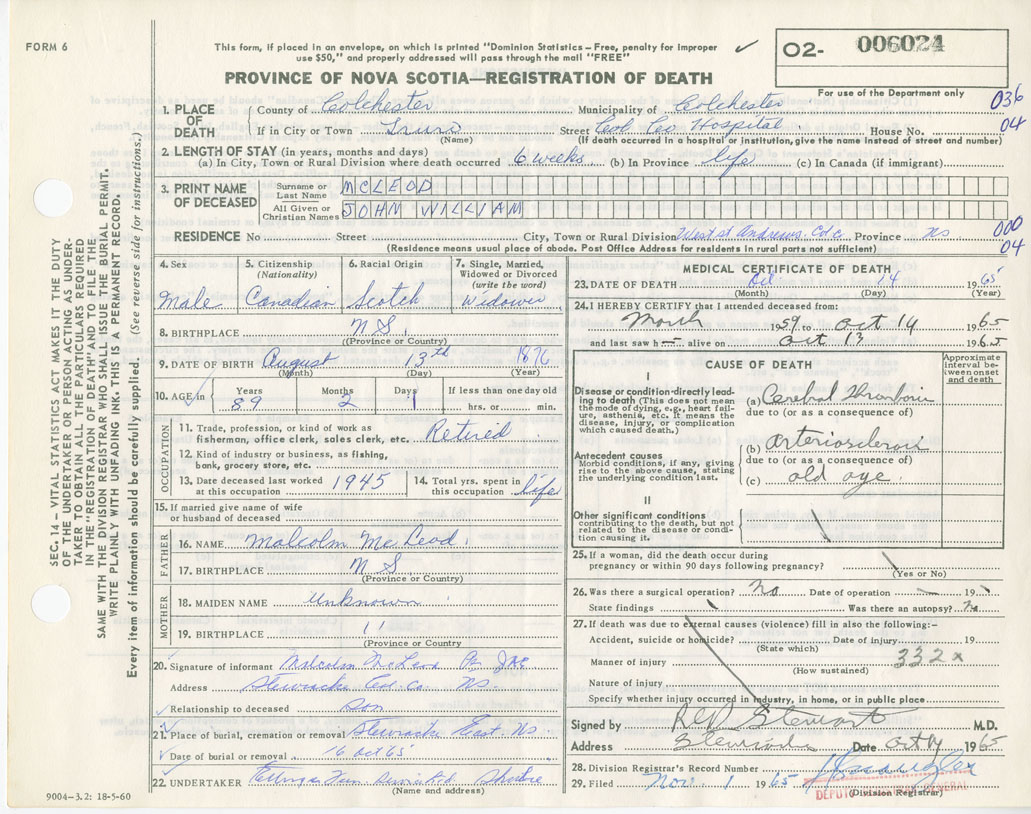 FORM 6
This form, if placed in an envelope, on which is printed "Dominion Statistics – Free, penalty for improper
use $50," and properly addressed will pass through the mail "FREE"
O2- 006024
PROVINCE OF NOVA SCOTIA—REGISTRATION OF DEATH
For use of the Department only
036
04
1. PLACE OF DEATH
County of Colchester Municipality of Colchester
If in City or Town Truro Street Col. Co. Hospital House No.
(Name) (If death occurred in a hospital or institution, give the name instead of street and number)
2. LENGTH OF STAY (in years, months and days)
(a) In City, Town or Rural Division where death occurred 6 weeks (b) In Province life (c) In Canada (if immigrant)
3. PRINT NAME OF DECEASED
Surname or Last Name MCLEOD
All Given or Christian Names JOHN WILLIAM
RESIDENCE No Street City, Town or Rural Division West St Andrews Col. C. Province NS
000
04
(Residence means usual place of abode. Post Office Address or residents in rural parts is not sufficient)
4. Sex Male
5. Citizenship (Nationality) Canadian
6. Racial Origin Scotch
7. Single, Married, Widowed or Divorced (write the word) Widower
8. BIRTHPLACE N S
(Province or Country)
9. DATE OF BIRTH August 13th 1876
(Month) (Day) (Year)
10. AGE in Years Months Days If less than one day old
89 2 1 hrs. or min.
OCCUPATION
11. Trade, profession or kind of work as
fisherman, office clerk, sales clerk, etc. Retired
12. Kind of industry or business, as fishing,
bank, grocery store, etc.
13. Date deceased last worked at this occupation 1945
14. Total yrs. spent in this occupation life
15. If married give name of wife
or husband of deceased
FATHER
16. NAME Malcolm McLeod
17. BIRTHPLACE N S
(Province or Country)
MOTHER
18. MAIDEN NAME Unknown
19. BIRTHPLACE "
(Province or Country)
20. Signature of informant Malcolm McLeod
Address Stewiacke Col. Co. NS.
Relationship to deceased son
21. Place of burial, cremation or removal Stewiacke East NS
Date of burial or removal 16 Oct 65
22. UNDERTAKER
(Name and address)
9004–3.2: 18-5-60
MEDICAL CERTIFICATE OF DEATH
23. DATE OF DEATH Oct 14 1965
(Month) (Day) (Year)
24. I HEREBY CERTIFY that I attended deceased from:
March 1959 to Oct 14 1965
and last saw h alive on Oct 13 1965
CAUSE OF DEATH
Approximate Interval between onset and death
I
Disease or condition directly leading to death (This does not mean the mode of dying, e.g., heart failure, asthenia, etc. It means the disease, injury, or complication which caused death.)
(a) Cerebral Thrombosis
due to (or as a consequence of)
Antecedent causes
Morbid conditions, if any, giving rise to the above cause, stating the underlying condition last.
(b) arteriosclerosis
due to (or as a consequence of)
(c) old age.
II
Other significant conditions
contributing to the death, but not related to the disease or condition causing it.
25. If a woman, did the death occur during
pregnancy or within 90 days following pregnancy?
(Yes or No)
26. Was there a surgical operation? No Date of operation 19
State findings Was there an autopsy? No
27. If death was due to external causes (violence) fill in also the following:-
Accident, suicide or homicide? Date of injury 19
(State which)
Manner of injury 332x
(How sustained)
Nature of injury
Specify whether injury occurred in industry, in home, or in public place
Signed by Stewart M.D.
Address Stewiacke Date Oct 14 1965
28. Division Registrar's Record Number
29. Filed Nov. 1 1965
(Division Registrar)
DEPUTY REGISTRAR GENERAL
SEC. 14 – VITAL STATISTICS ACT MAKES IT THE DUTY
OF THE UNDERTAKER OR PERSON ACTING AS UNDER-
TAKER TO OBTAIN ALL THE PARTICULARS REQUIRED
IN THE "REGISTRATION OF DEATH" AND TO FILE THE
SAME WITH THE DIVISION REGISTRAR WHO SHALL ISSUE THE BURIAL PERMIT.
WRITE PLAINLY WITH UNFADING INK. THIS IS A PERMANENT RECORD.
Every item of information should be carefully supplied. (See reverse side for instructions.)